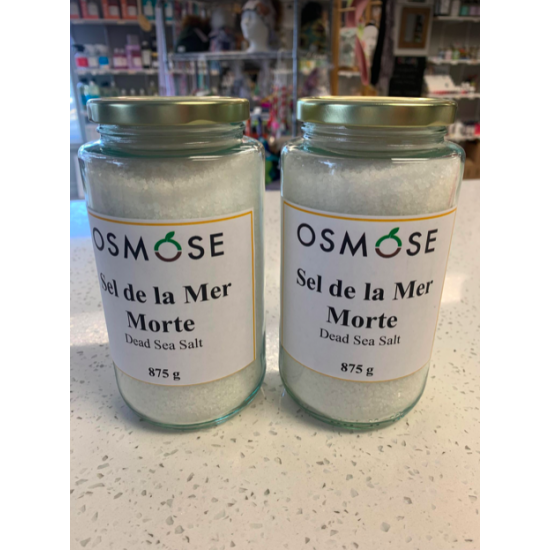 OSMOSE
Sel de la Mer
Morte
Dead Sea Salt
875 g
OSMOSE
Sel de la Mer
Morte
Dead Sea Salt
875 g